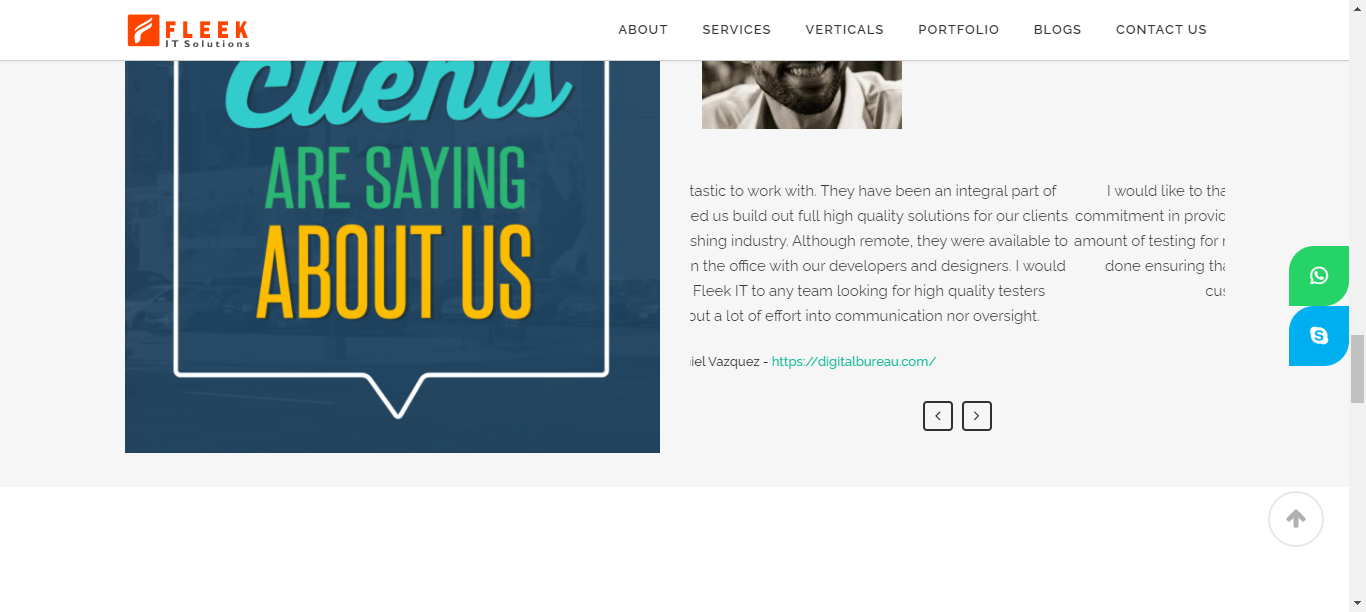 FLEEK
IT Solutions
ABOUT SERVICES VERTICALS PORTFOLIO BLOGS CONTACT US
clients
ARE SAYING
ABOUT US
tastic to work with. They have been an integral part of
ed us build out full high quality solutions for our clients
shing industry. Although remote, they were available to
n the office with our developers and designers. I would
Fleek IT to any team looking for high quality testers
out a lot of effort into communication nor oversight.
iel Vazquez - https://digitalbureau.com/
I would like to tha
commitment in provid
amount of testing for
done ensuring tha
cus